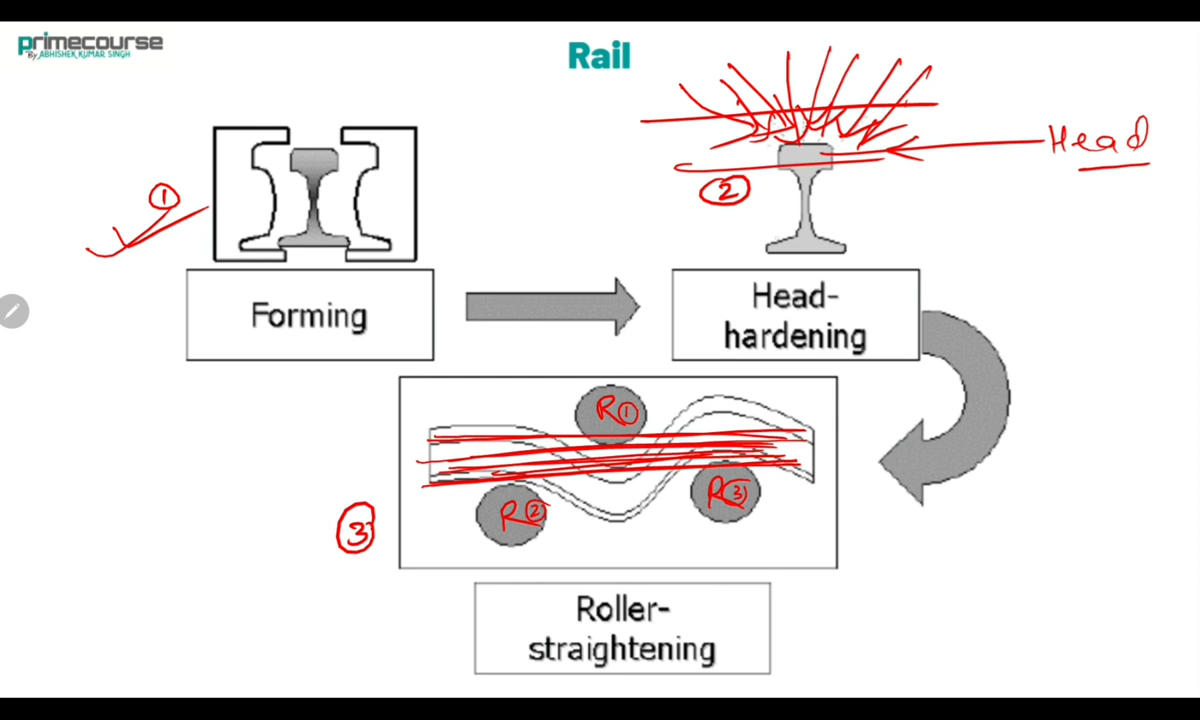 primecourse
By ABHISHEK KUMAR SINGH
Rail
Head
1
2
Forming
Head-
hardening
R1
R2
R3
3
Roller-
straightening